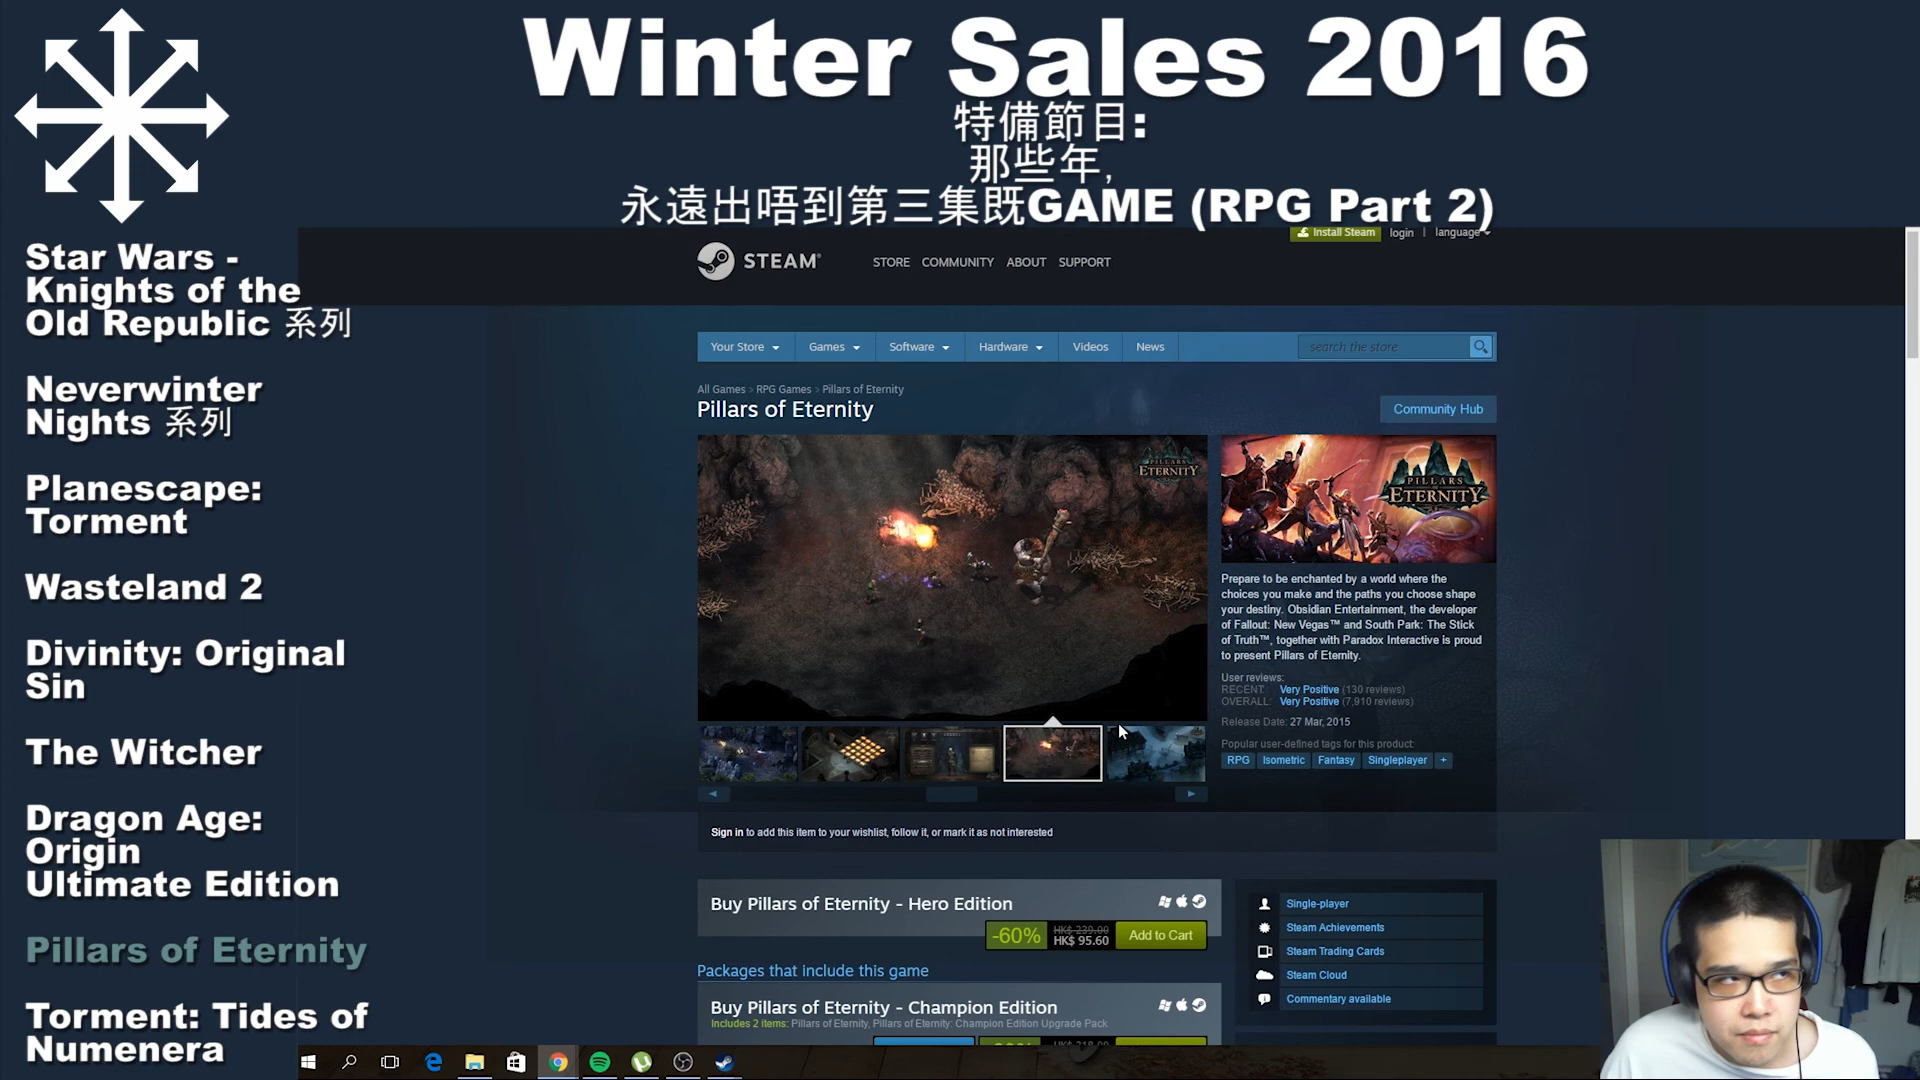 Winter Sales 2016
特備節目:
那些年,
永遠出唔到第三集既GAME (RPG Part 2)
Star Wars -
Knights of the
Old Republic 系列
Neverwinter
Nights 系列
Planescape:
Torment
Wasteland 2
Divinity: Original
Sin
The Witcher
Dragon Age:
Origin
Ultimate Edition
Pillars of Eternity
Torment: Tides of
Numenera
Install Steam login | language
STEAM® STORE COMMUNITY ABOUT SUPPORT
Your Store Games Software Hardware Videos News search the store
All Games > RPG Games > Pillars of Eternity
Pillars of Eternity
Community Hub
PILLARS OF ETERNITY
PILLARS OF ETERNITY
Prepare to be enchanted by a world where the
choices you make and the paths you choose shape
your destiny. Obsidian Entertainment, the developer
of Fallout: New Vegas™ and South Park: The Stick
of Truth™, together with Paradox Interactive is proud
to present Pillars of Eternity.
User reviews:
RECENT: Very Positive (130 reviews)
OVERALL: Very Positive (7,910 reviews)
Release Date: 27 Mar, 2015
Popular user-defined tags for this product:
RPG Isometric Fantasy Singleplayer +
Sign in to add this item to your wishlist, follow it, or mark it as not interested
Buy Pillars of Eternity - Hero Edition
-60% HK$ 239.00 HK$ 95.60 Add to Cart
Packages that include this game
Buy Pillars of Eternity - Champion Edition
Includes 2 items: Pillars of Eternity, Pillars of Eternity: Champion Edition Upgrade Pack
Single-player
Steam Achievements
Steam Trading Cards
Steam Cloud
Commentary available